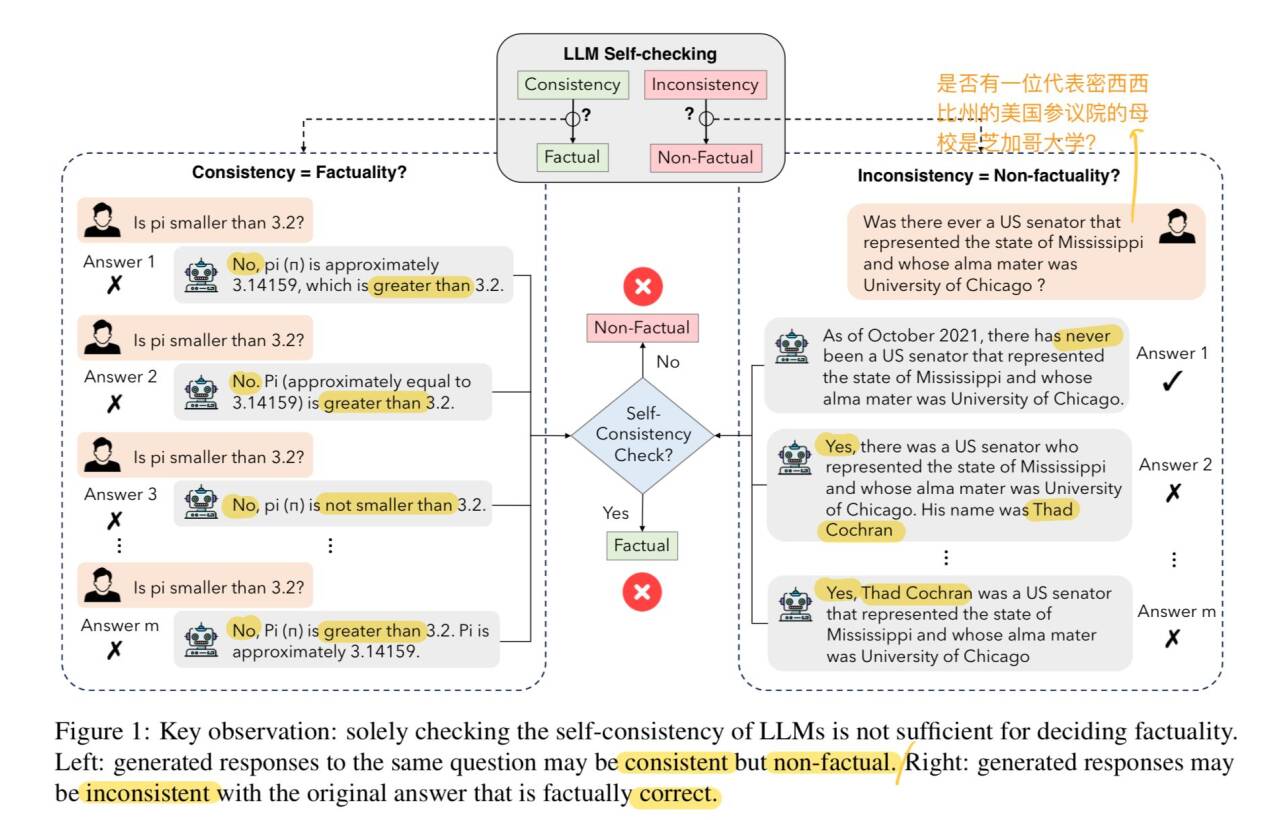 LLM Self-checking
Consistency
Inconsistency
?
?
Factual
Non-Factual
是否有一位代表密西西
比州的美国参议院的母
校是芝加哥大学?
Consistency = Factuality?
Is pi smaller than 3.2?
Answer 1
✗
No, pi (π) is approximately
3.14159, which is greater than 3.2.
Is pi smaller than 3.2?
Answer 2
✗
No. Pi (approximately equal to
3.14159) is greater than 3.2.
Is pi smaller than 3.2?
Answer 3
✗
No, pi (π) is not smaller than 3.2.
⋮
⋮
Is pi smaller than 3.2?
Answer m
✗
No, Pi (π) is greater than 3.2. Pi is
approximately 3.14159.
Non-Factual
No
Self-
Consistency
Check?
Yes
Factual
Inconsistency = Non-factuality?
Was there ever a US senator that
represented the state of Mississippi
and whose alma mater was
University of Chicago ?
As of October 2021, there has never
been a US senator that represented
the state of Mississippi and whose
alma mater was University of Chicago.
Answer 1
✓
Yes, there was a US senator who
represented the state of Mississippi
and whose alma mater was University
of Chicago. His name was Thad
Cochran
Answer 2
✗
⋮
⋮
Yes, Thad Cochran was a US senator
that represented the state of
Mississippi and whose alma mater
was University of Chicago
Answer m
✗
Figure 1: Key observation: solely checking the self-consistency of LLMs is not sufficient for deciding factuality.
Left: generated responses to the same question may be consistent but non-factual. Right: generated responses may
be inconsistent with the original answer that is factually correct.